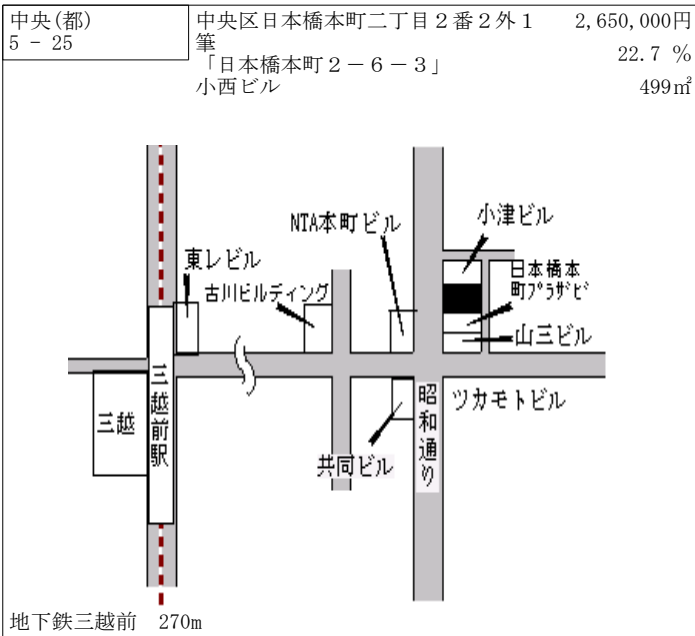 中央(都)
5 - 25
中央区日本橋本町二丁目2番2外1
筆
「日本橋本町2-6-3」
小西ビル
2,650,000円
22.7 %
499㎡
小津ビル
NTA本町ビル
東レビル
古川ビルディング
日本橋本
町プラザビ
山三ビル
三越前駅
三越
昭和通り
ツカモトビル
共同ビル
地下鉄三越前 270m